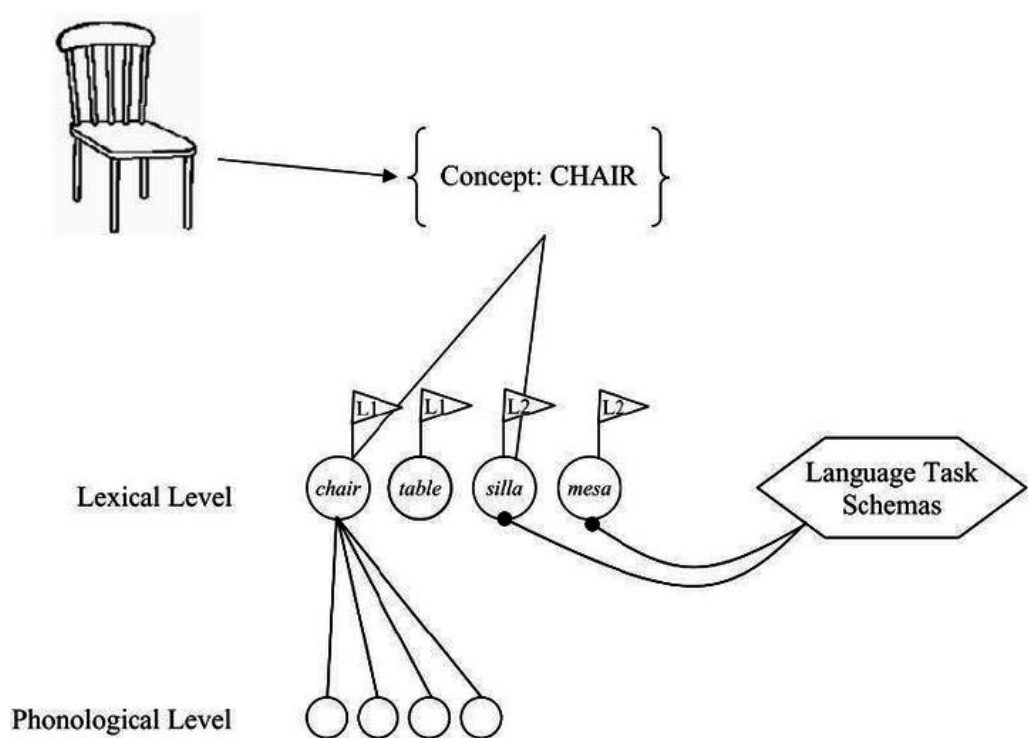 Concept: CHAIR
L1
L1
L2
L2
Lexical Level
chair
table
silla
mesa
Language Task
Schemas
Phonological Level